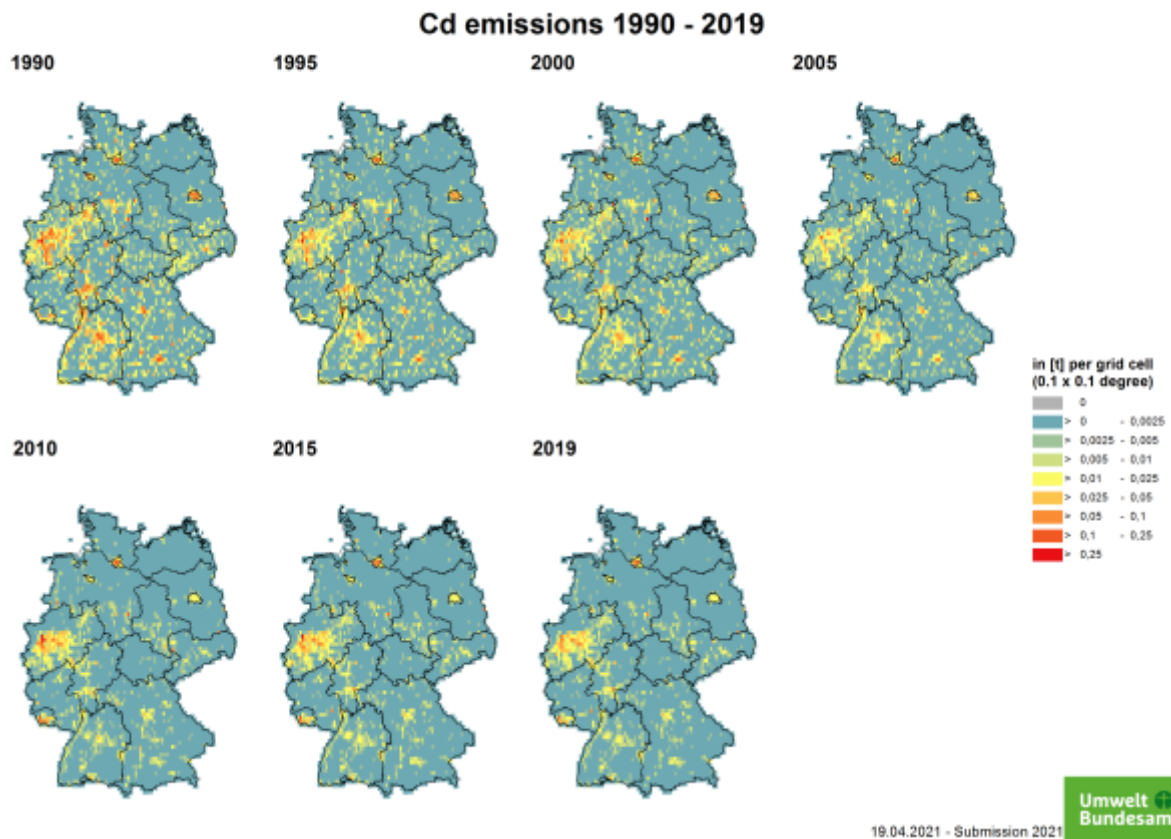 Cd emissions 1990 - 2019
1990
1995
2000
2005
2010
2015
2019
in [t] per grid cell
(0.1 x 0.1 degree)
0
> 0 - 0,0025
> 0,0025 - 0,005
> 0,005 - 0,01
> 0,01 - 0,025
> 0,025 - 0,05
> 0,05 - 0,1
> 0,1 - 0,25
> 0,25
Umwelt
Bundesam
19.04.2021 - Submission 2021